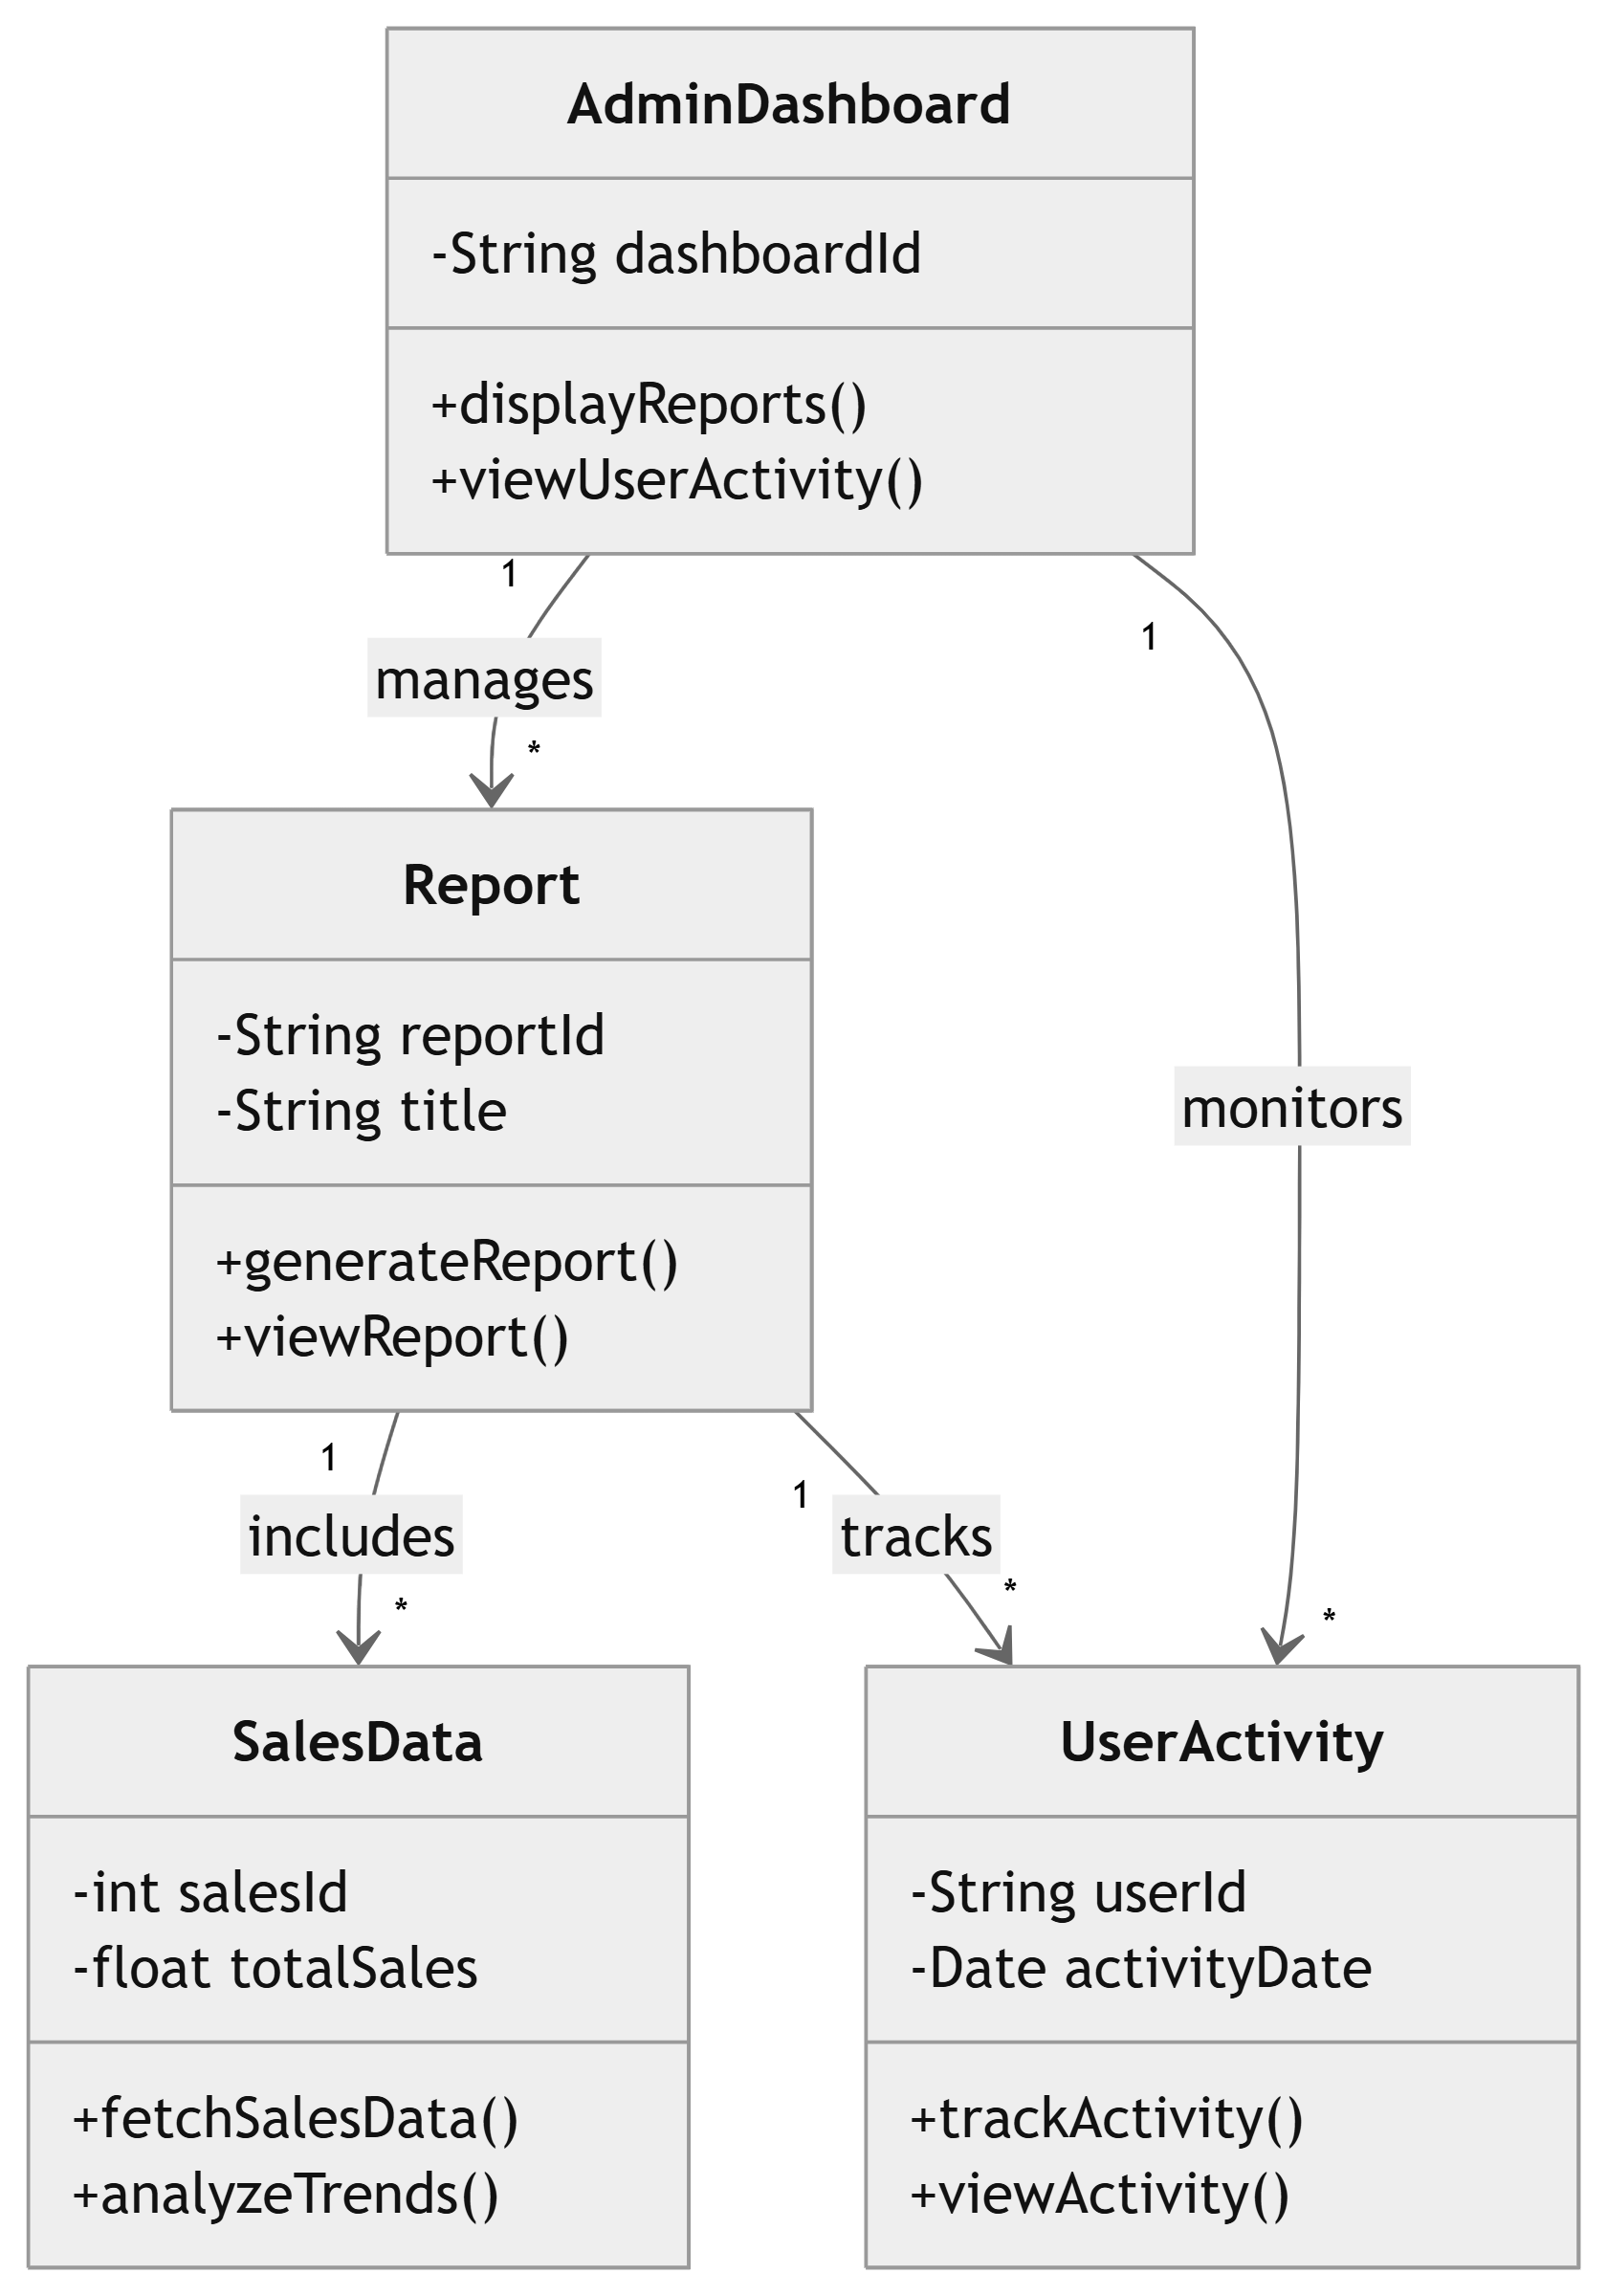 AdminDashboard
-String dashboardId
+displayReports()
+viewUserActivity()
1
1
manages
*
Report
-String reportId
-String title
monitors
+generateReport()
+viewReport()
1
1
includes
tracks
*
*
*
SalesData
-int salesId
-float totalSales
+fetchSalesData()
+analyzeTrends()
UserActivity
-String userId
-Date activityDate
+trackActivity()
+viewActivity()